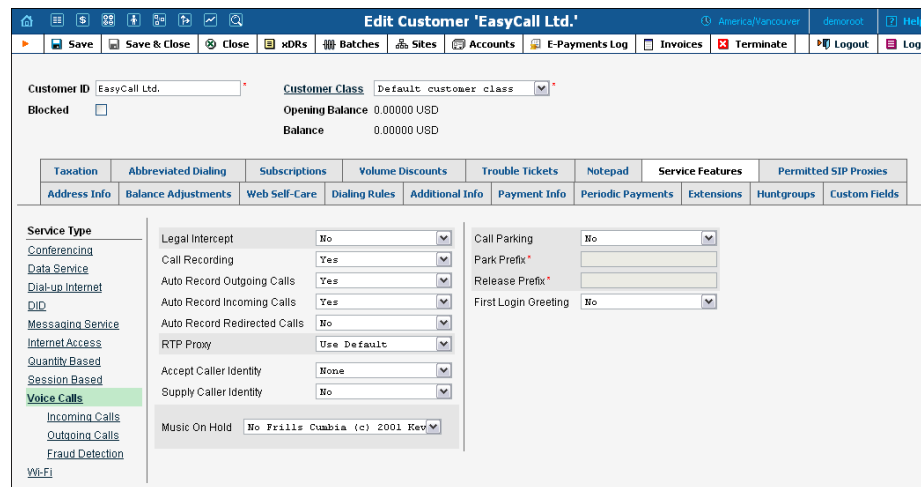 Edit Customer 'EasyCall Ltd.' America/Vancouver demoroot ? Help
Save Save & Close Close xDRs Batches Sites Accounts E-Payments Log Invoices Terminate Logout Log
Customer ID EasyCall Ltd. * Customer Class Default customer class *
Blocked Opening Balance 0.00000 USD
Balance 0.00000 USD
Taxation Abbreviated Dialing Subscriptions Volume Discounts Trouble Tickets Notepad Service Features Permitted SIP Proxies
Address Info Balance Adjustments Web Self-Care Dialing Rules Additional Info Payment Info Periodic Payments Extensions Huntgroups Custom Fields
Service Type
Conferencing
Data Service
Dial-up Internet
DID
Messaging Service
Internet Access
Quantity Based
Session Based
Voice Calls
Incoming Calls
Outgoing Calls
Fraud Detection
Wi-Fi
Legal Intercept No
Call Recording Yes
Auto Record Outgoing Calls Yes
Auto Record Incoming Calls Yes
Auto Record Redirected Calls No
RTP Proxy Use Default
Accept Caller Identity None
Supply Caller Identity No
Music On Hold No Frills Cumbia (c) 2001 Kev
Call Parking No
Park Prefix *
Release Prefix *
First Login Greeting No